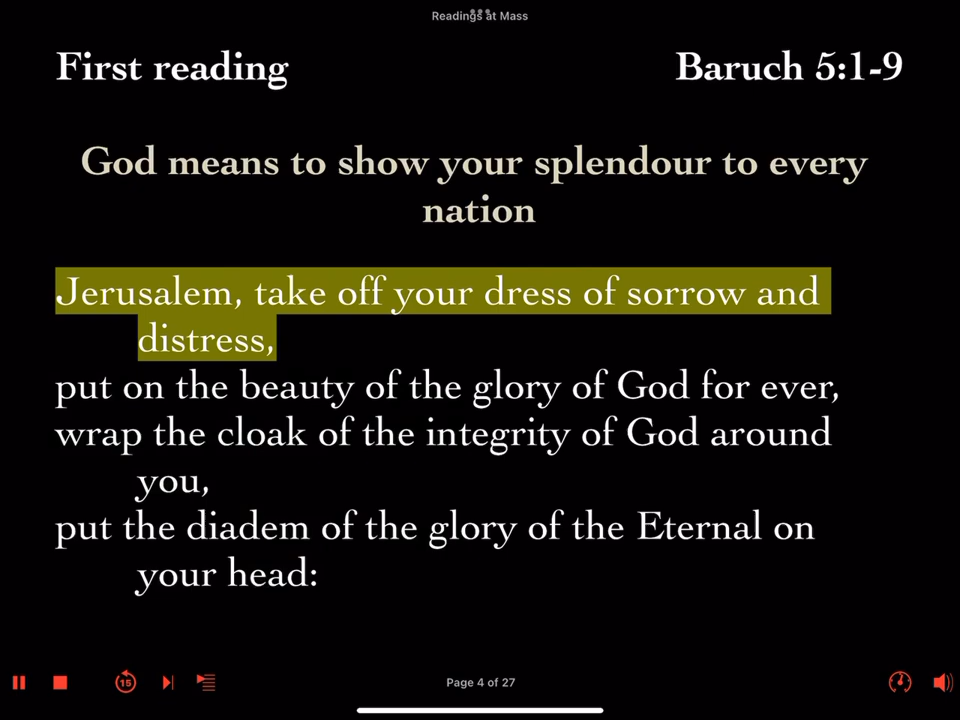 Readings at Mass
First reading
Baruch 5:1-9
God means to show your splendour to every
nation
Jerusalem, take off your dress of sorrow and
distress,
put on the beauty of the glory of God for ever,
wrap the cloak of the integrity of God around
you,
put the diadem of the glory of the Eternal on
your head:
15
Page 4 of 27